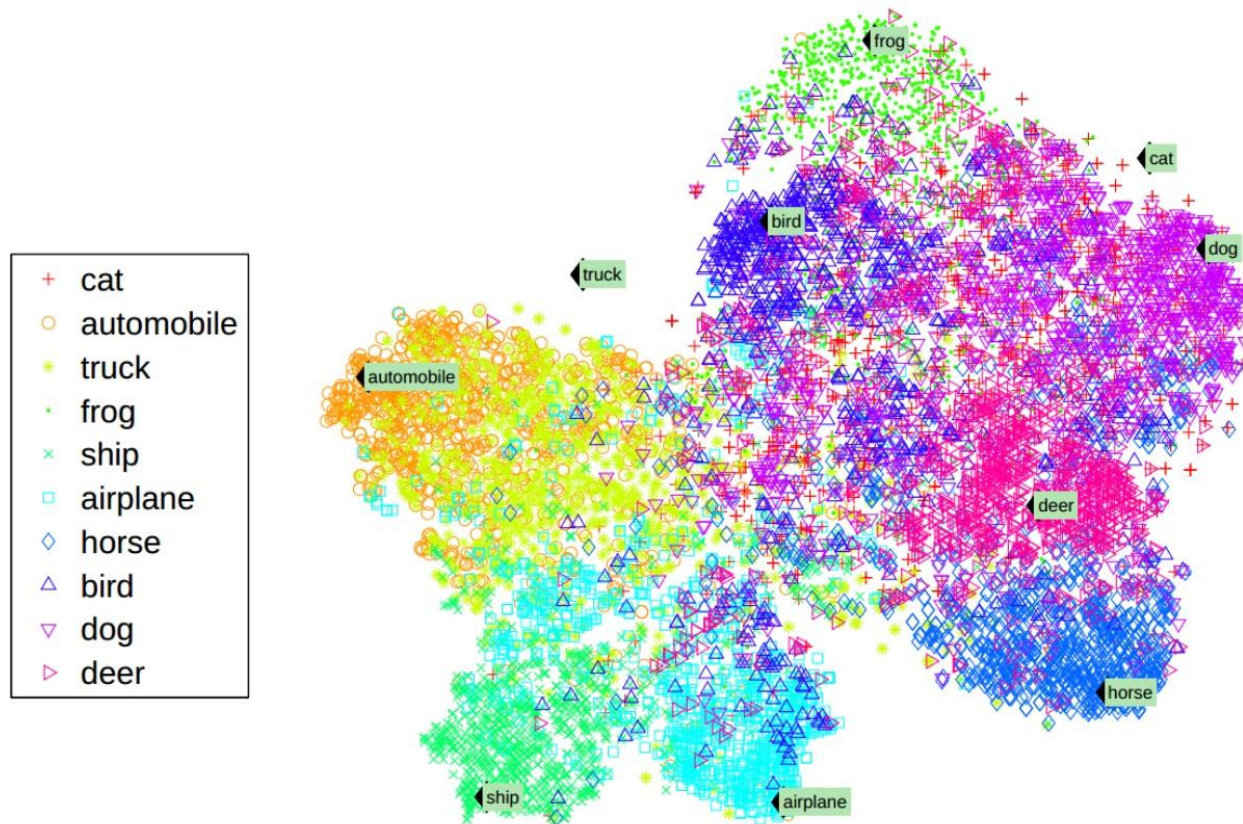 cat
automobile
truck
frog
ship
airplane
horse
bird
dog
deer
frog
cat
bird
dog
truck
automobile
deer
horse
ship
airplane